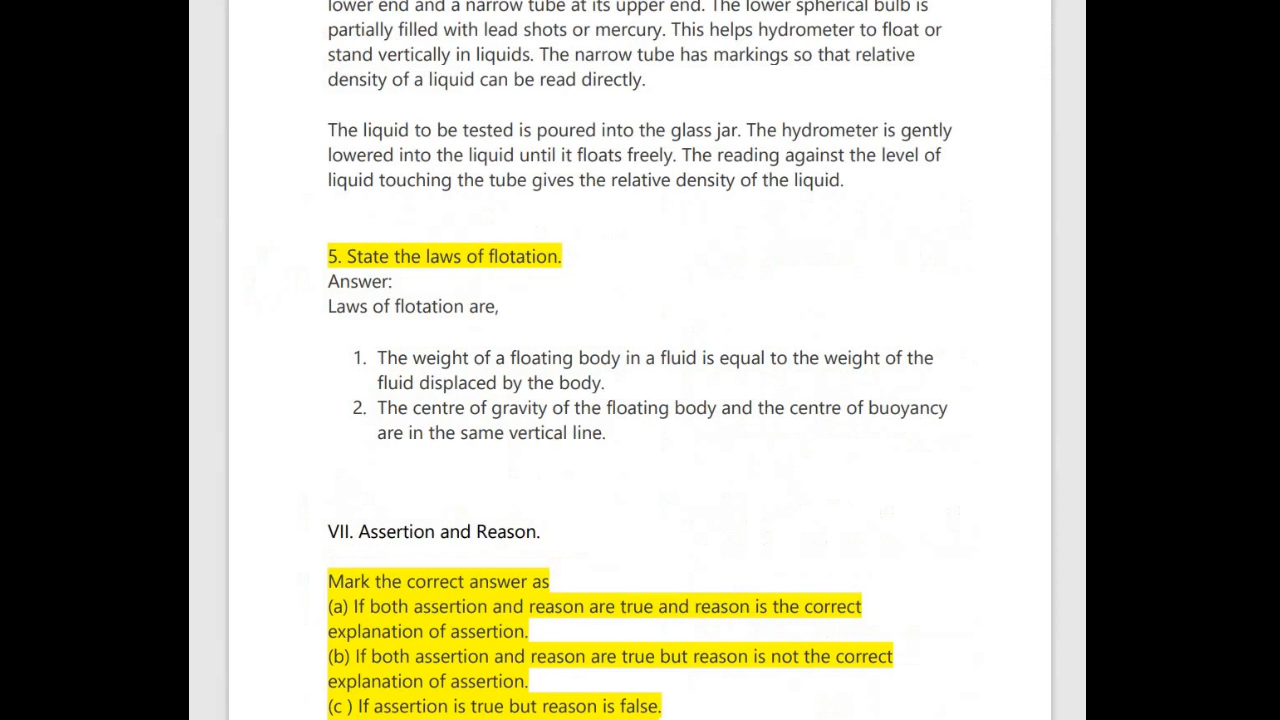 lower end and a narrow tube at its upper end. The lower spherical bulb is
partially filled with lead shots or mercury. This helps hydrometer to float or
stand vertically in liquids. The narrow tube has markings so that relative
density of a liquid can be read directly.
The liquid to be tested is poured into the glass jar. The hydrometer is gently
lowered into the liquid until it floats freely. The reading against the level of
liquid touching the tube gives the relative density of the liquid.
5. State the laws of flotation.
Answer:
Laws of flotation are,
1. The weight of a floating body in a fluid is equal to the weight of the
fluid displaced by the body.
2. The centre of gravity of the floating body and the centre of buoyancy
are in the same vertical line.
VII. Assertion and Reason.
Mark the correct answer as
(a) If both assertion and reason are true and reason is the correct
explanation of assertion.
(b) If both assertion and reason are true but reason is not the correct
explanation of assertion.
(c ) If assertion is true but reason is false.